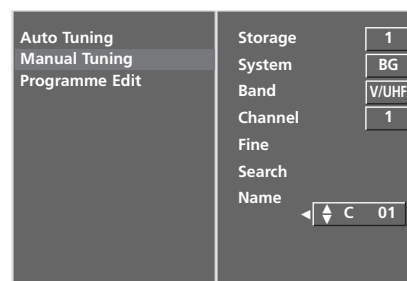 Auto Tuning
Manual Tuning
Programme Edit
Storage 1
System BG
Band V/UHF
Channel 1
Fine
Search
Name
C 01